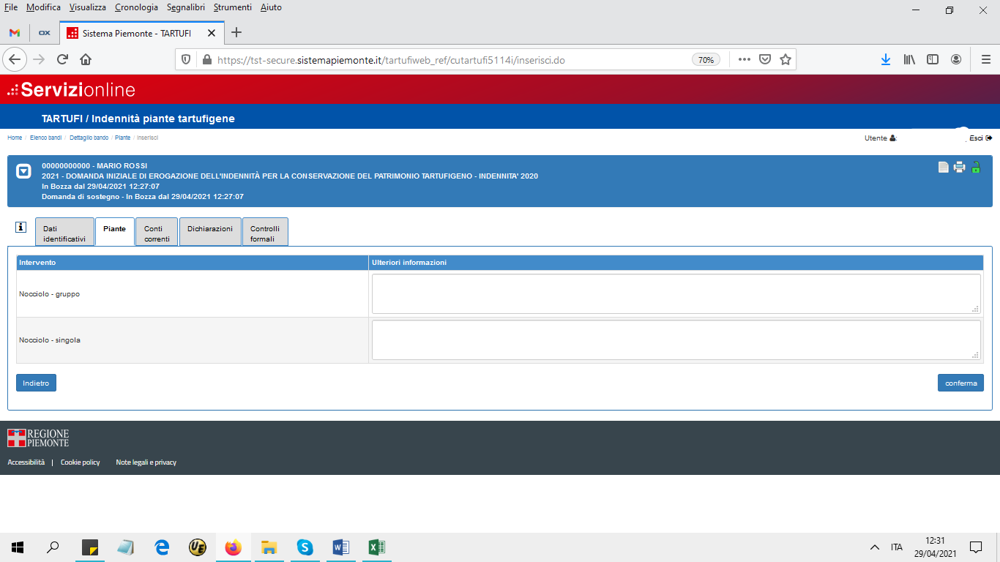 File Modifica Visualizza Cronologia Segnalibri Strumenti Aiuto
OX Sistema Piemonte - TARTUFI
https://tst-secure.sistemapiemonte.it/tartufiweb_ref/cutartufi5114i/inserisci.do 70%
Servizionline
TARTUFI / Indennità piante tartufigene
Home / Elenco bandi / Dettaglio bando / Piante / Inserisci
Utente : Esci
00000000000 - MARIO ROSSI
2021 - DOMANDA INIZIALE DI EROGAZIONE DELL'INDENNITÀ PER LA CONSERVAZIONE DEL PATRIMONIO TARTUFIGENO - INDENNITA' 2020
In Bozza dal 29/04/2021 12:27:07
Domanda di sostegno - In Bozza dal 29/04/2021 12:27:07
Dati identificativi
Piante
Conti correnti
Dichiarazioni
Controlli formali
Intervento Ulteriori informazioni
Nocciolo - gruppo
Nocciolo - singola
Indietro conferma
REGIONE
PIEMONTE
Accessibilità | Cookie policy Note legali e privacy
UE S W X ITA 12:31
29/04/2021